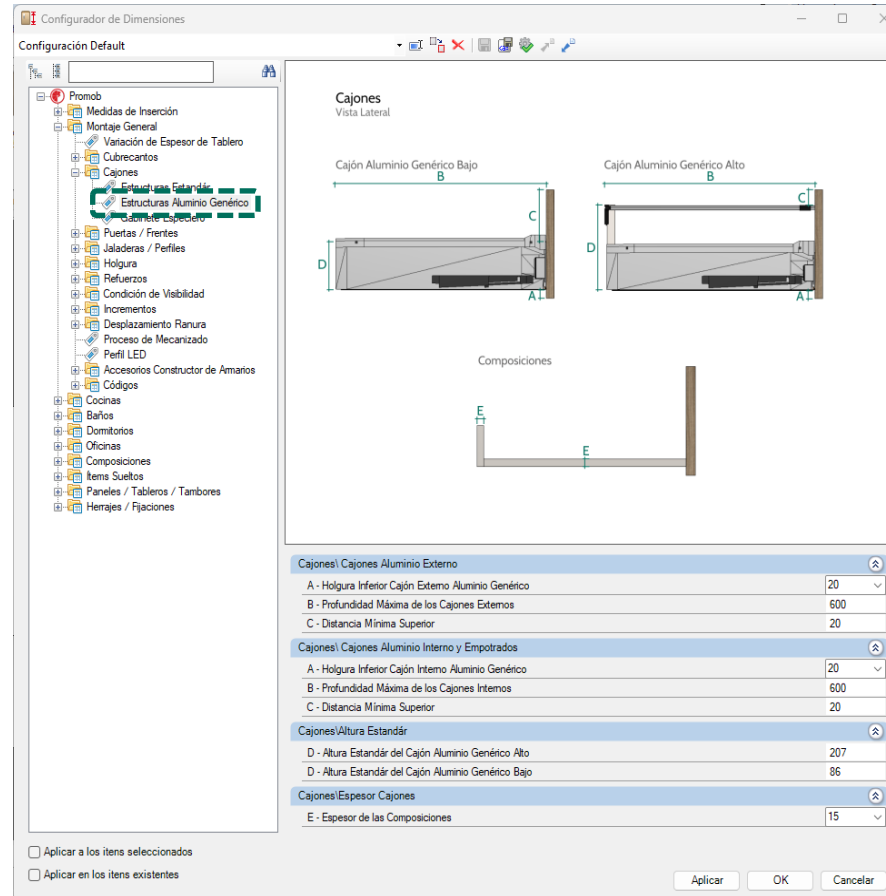 Configurador de Dimensiones
Configuración Default
Promob
Medidas de Inserción
Montaje General
Variación de Espesor de Tablero
Cubrecantos
Cajones
Estructuras Estandár
Estructuras Aluminio Genérico
Gabinete Especiero
Puertas / Frentes
Jaladeras / Perfiles
Holgura
Refuerzos
Condición de Visibilidad
Incrementos
Desplazamiento Ranura
Proceso de Mecanizado
Perfil LED
Accesorios Constructor de Armarios
Códigos
Cocinas
Baños
Dormitorios
Oficinas
Composiciones
Ítems Sueltos
Paneles / Tableros / Tambores
Herrajes / Fijaciones
Cajones
Vista Lateral
Cajón Aluminio Genérico Bajo
B
C
D
A
Cajón Aluminio Genérico Alto
B
C
D
A
Composiciones
E
E
Cajones\ Cajones Aluminio Externo
A - Holgura Inferior Cajón Externo Aluminio Genérico 20
B - Profundidad Máxima de los Cajones Externos 600
C - Distancia Mínima Superior 20
Cajones\ Cajones Aluminio Interno y Empotrados
A - Holgura Inferior Cajón Interno Aluminio Genérico 20
B - Profundidad Máxima de los Cajones Internos 600
C - Distancia Mínima Superior 20
Cajones\Altura Estandár
D - Altura Estandár del Cajón Aluminio Genérico Alto 207
D - Altura Estandár del Cajón Aluminio Genérico Bajo 86
Cajones\Espesor Cajones
E - Espesor de las Composiciones 15
Aplicar a los itens seleccionados
Aplicar en los itens existentes
Aplicar OK Cancelar